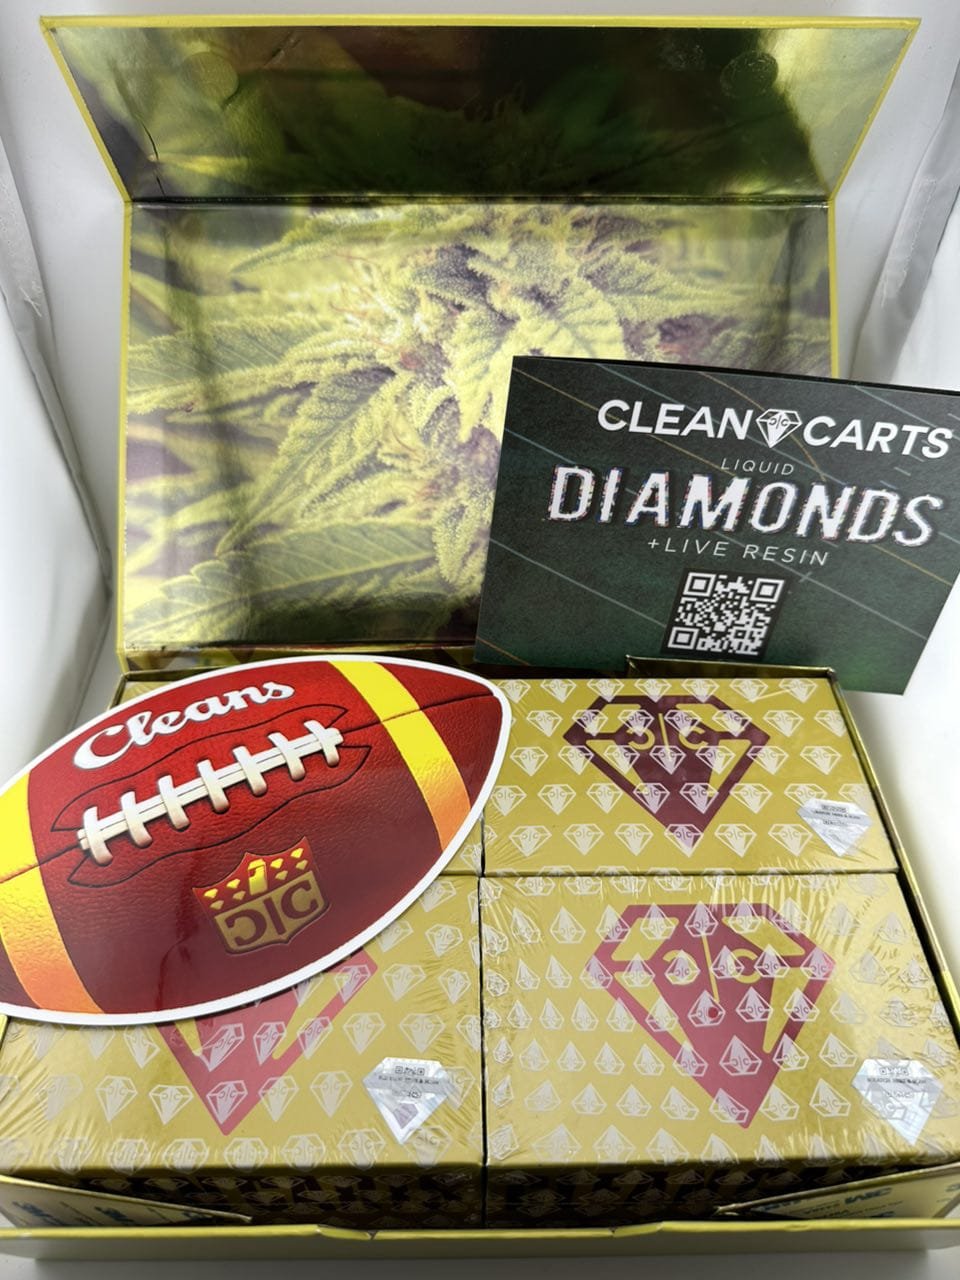 CLEAN CARTS
LIQUID
DIAMONDS
+LIVE RESIN
Cleans